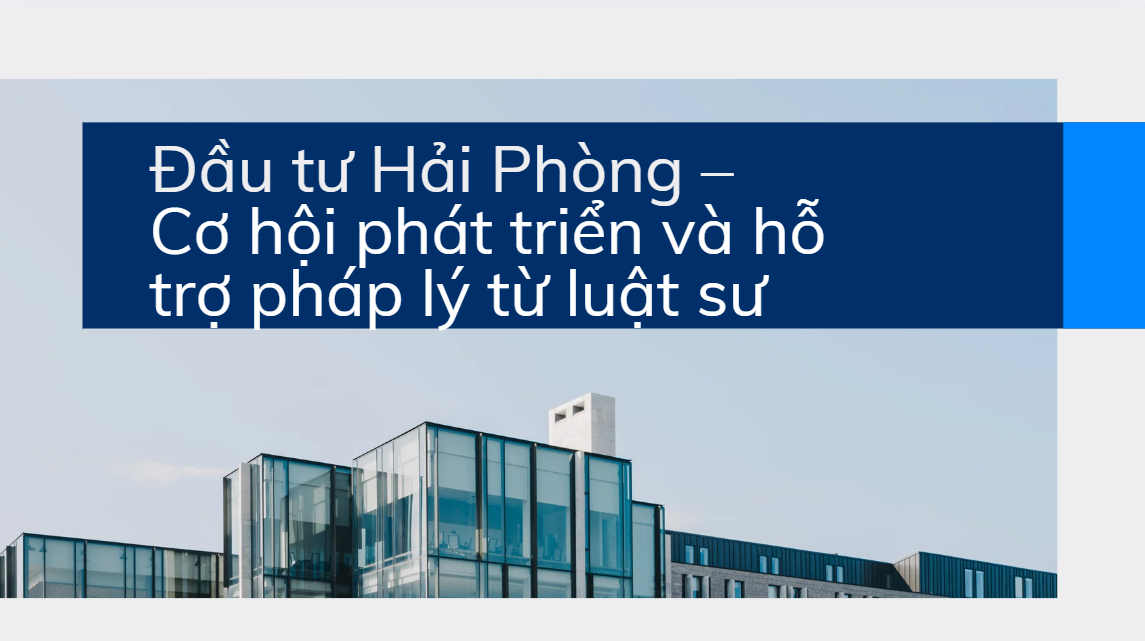 Đầu tư Hải Phòng –
Cơ hội phát triển và hỗ
trợ pháp lý từ luật sư